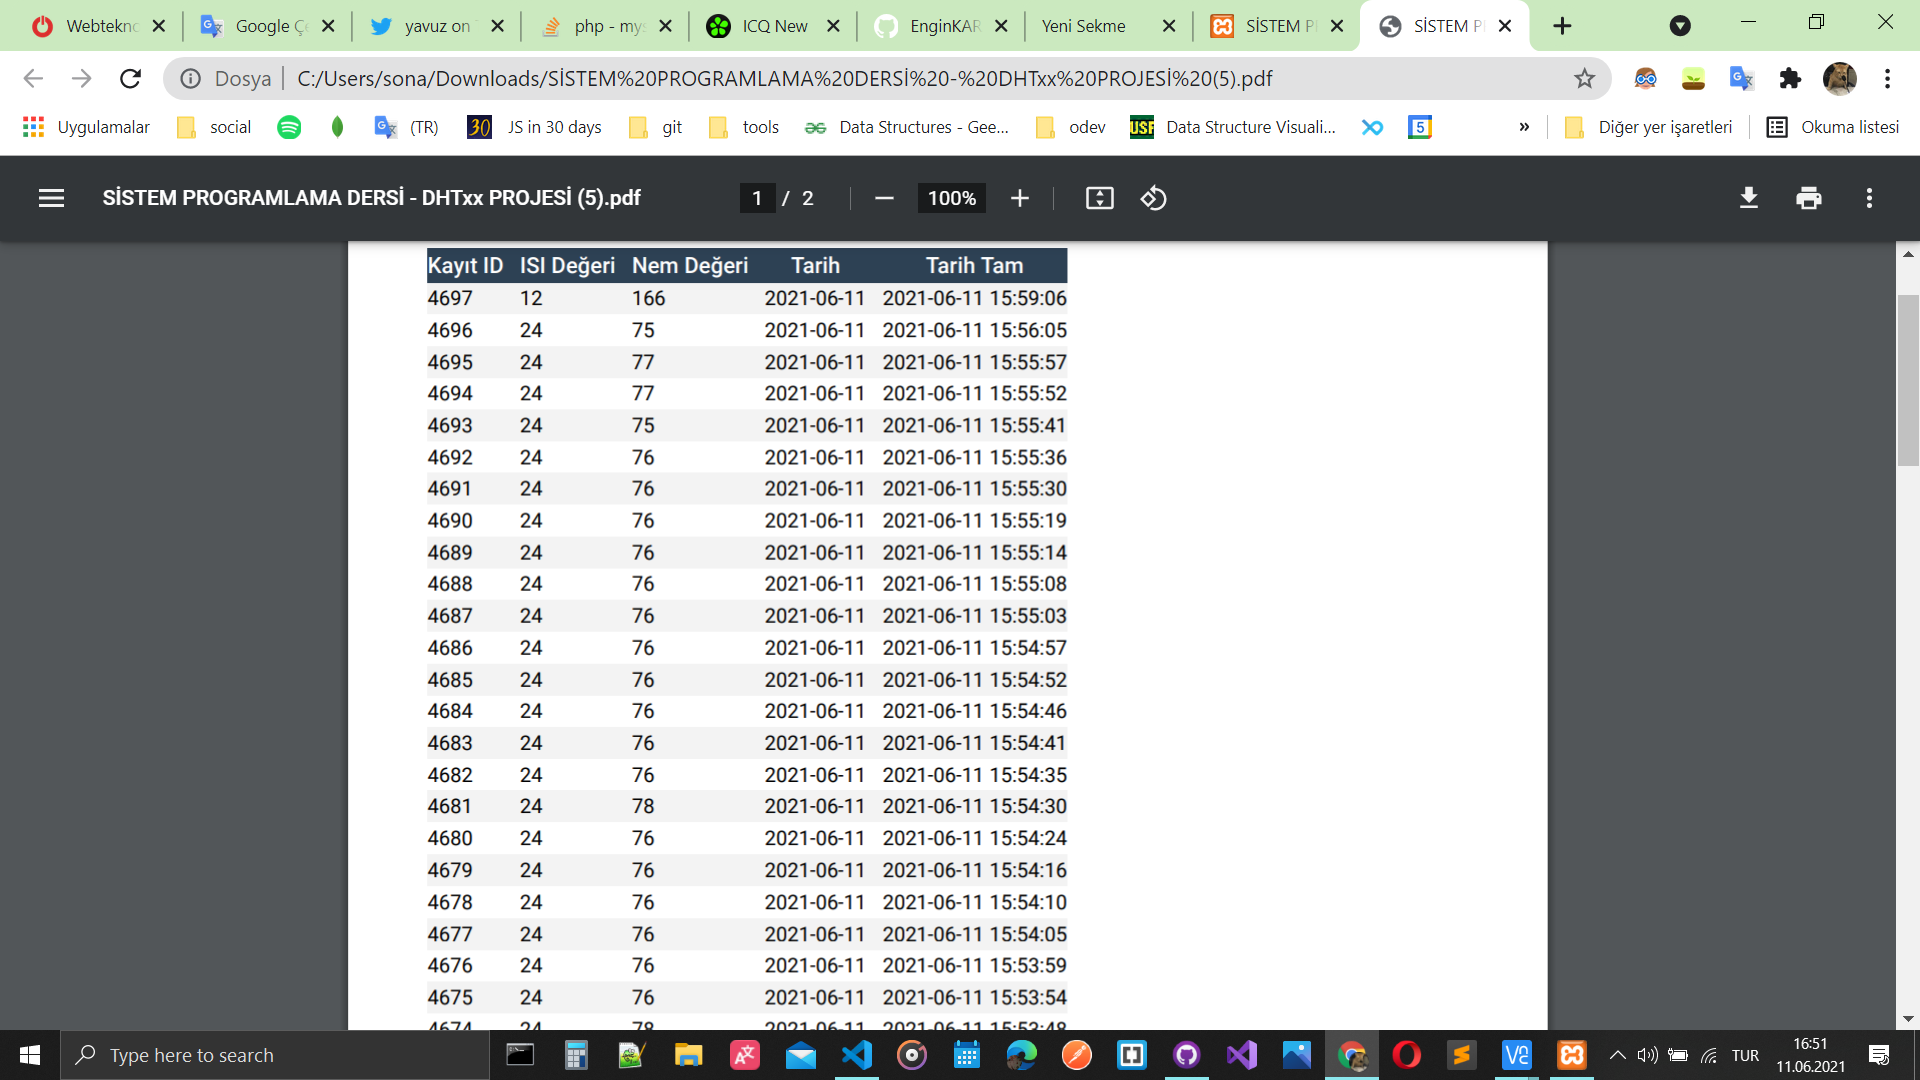 Webtekno
Google Çe
yavuz on
php - mys
ICQ New
EnginKAR
Yeni Sekme
SİSTEM P
SİSTEM P
Dosya
C:/Users/sona/Downloads/SİSTEM%20PROGRAMLAMA%20DERSİ%20-%20DHTxx%20PROJESİ%20(5).pdf
Uygulamalar
social
(TR)
30
JS in 30 days
git
tools
Data Structures - Gee...
odev
USF
Data Structure Visuali...
5
»
Diğer yer işaretleri
Okuma listesi
SİSTEM PROGRAMLAMA DERSİ - DHTxx PROJESİ (5).pdf
1 / 2
100%
Kayıt ID ISI Değeri Nem Değeri Tarih Tarih Tam
4697 12 166 2021-06-11 2021-06-11 15:59:06
4696 24 75 2021-06-11 2021-06-11 15:56:05
4695 24 77 2021-06-11 2021-06-11 15:55:57
4694 24 77 2021-06-11 2021-06-11 15:55:52
4693 24 75 2021-06-11 2021-06-11 15:55:41
4692 24 76 2021-06-11 2021-06-11 15:55:36
4691 24 76 2021-06-11 2021-06-11 15:55:30
4690 24 76 2021-06-11 2021-06-11 15:55:19
4689 24 76 2021-06-11 2021-06-11 15:55:14
4688 24 76 2021-06-11 2021-06-11 15:55:08
4687 24 76 2021-06-11 2021-06-11 15:55:03
4686 24 76 2021-06-11 2021-06-11 15:54:57
4685 24 76 2021-06-11 2021-06-11 15:54:52
4684 24 76 2021-06-11 2021-06-11 15:54:46
4683 24 76 2021-06-11 2021-06-11 15:54:41
4682 24 76 2021-06-11 2021-06-11 15:54:35
4681 24 78 2021-06-11 2021-06-11 15:54:30
4680 24 76 2021-06-11 2021-06-11 15:54:24
4679 24 76 2021-06-11 2021-06-11 15:54:16
4678 24 76 2021-06-11 2021-06-11 15:54:10
4677 24 76 2021-06-11 2021-06-11 15:54:05
4676 24 76 2021-06-11 2021-06-11 15:53:59
4675 24 76 2021-06-11 2021-06-11 15:53:54
4674 24 78 2021-06-11 2021-06-11 15:53:48
Type here to search
TUR
16:51
11.06.2021